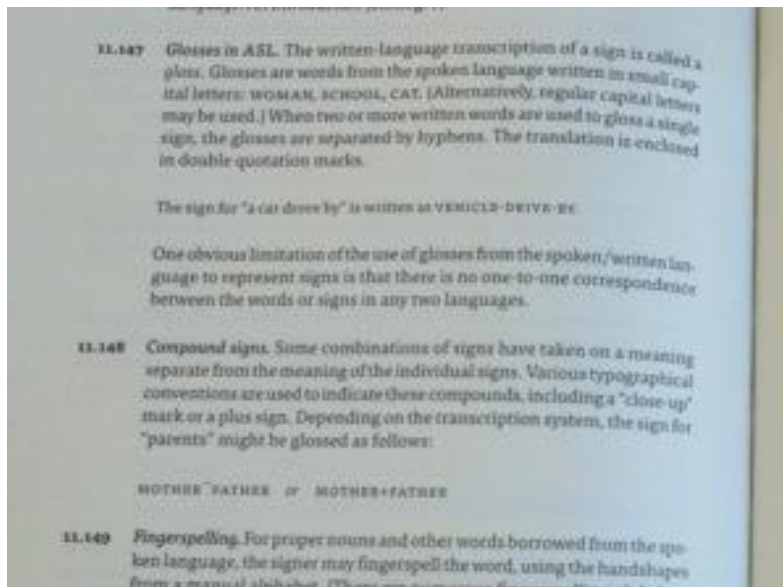 11.147 Glosses in ASL. The written-language transcription of a sign is called a
gloss. Glosses are words from the spoken language written in small cap-
ital letters: WOMAN, SCHOOL, CAT. (Alternatively, regular capital letters
may be used.) When two or more written words are used to gloss a single
sign, the glosses are separated by hyphens. The translation is enclosed
in double quotation marks.
The sign for "a car drove by" is written as VEHICLE-DRIVE-BY.
One obvious limitation of the use of glosses from the spoken/written lan-
guage to represent signs is that there is no one-to-one correspondence
between the words or signs in any two languages.
11.148 Compound signs. Some combinations of signs have taken on a meaning
separate from the meaning of the individual signs. Various typographical
conventions are used to indicate these compounds, including a "close-up"
mark or a plus sign. Depending on the transcription system, the sign for
"parents" might be glossed as follows:
MOTHER⁀FATHER or MOTHER+FATHER
11.149 Fingerspelling. For proper nouns and other words borrowed from the spo-
ken language, the signer may fingerspell the word, using the handshapes
from a manual alphabet.